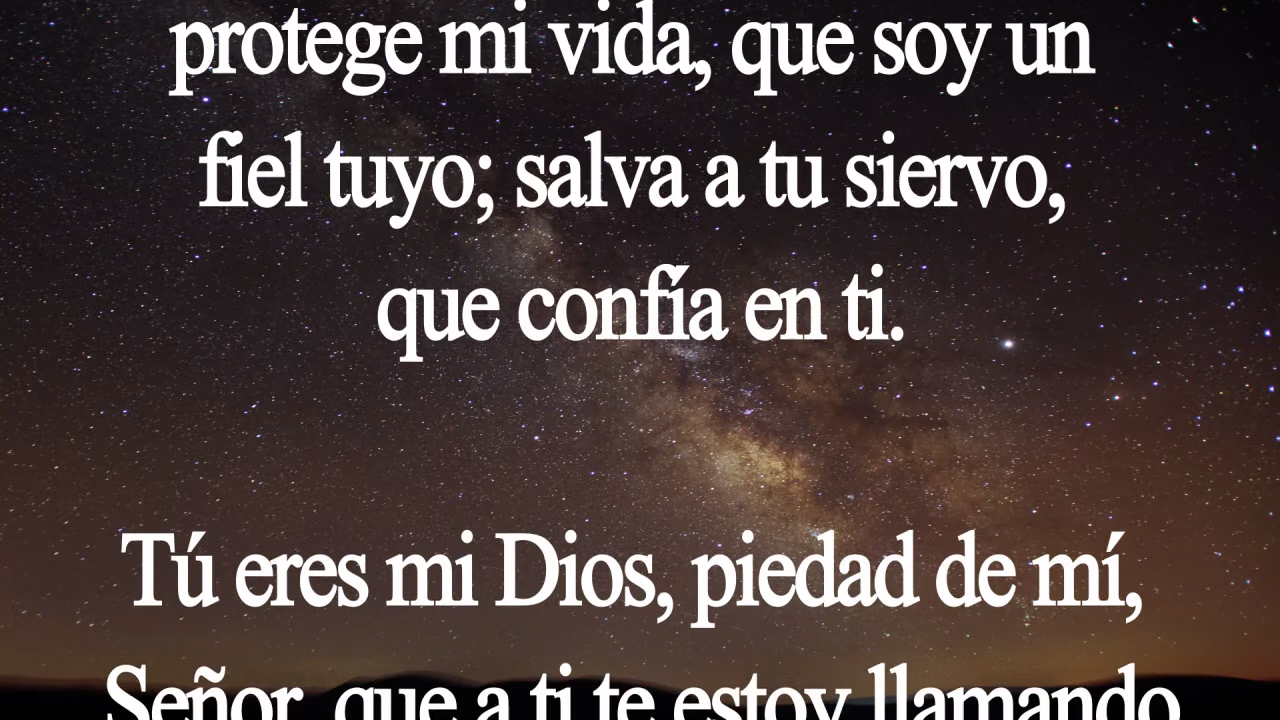 protege mi vida, que soy un
fiel tuyo; salva a tu siervo,
que confía en ti.
Tú eres mi Dios, piedad de mí,
Señor, que a ti te estoy llamando